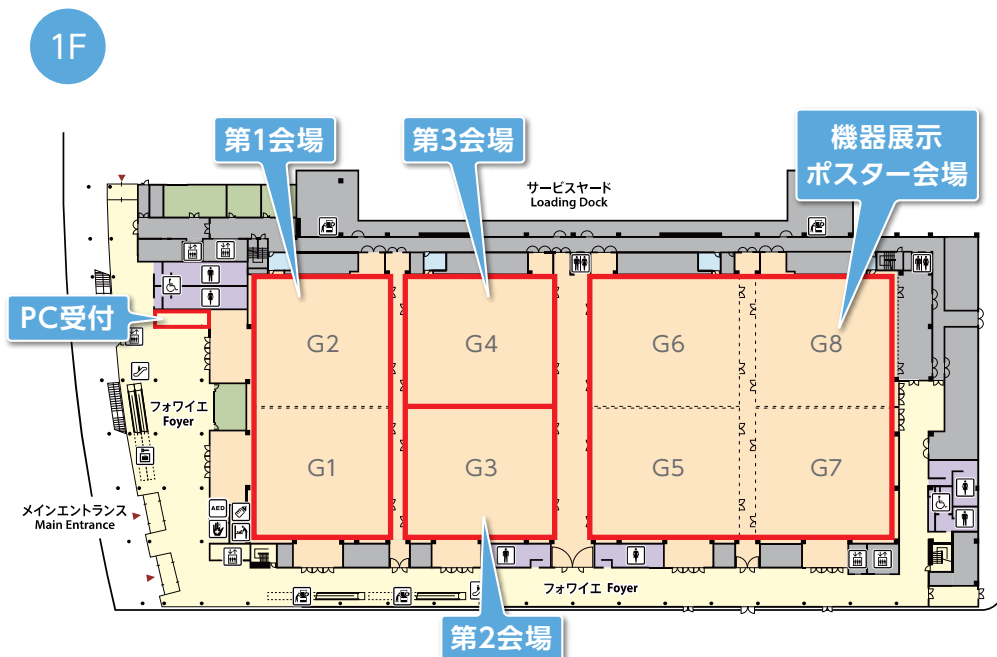 1F
第1会場
第3会場
機器展示
ポスター会場
サービスヤード
Loading Dock
PC受付
G2
G4
G6
G8
フォワイエ
Foyer
G1
G3
G5
G7
メインエントランス
Main Entrance
AED
フォワイエ Foyer
第2会場